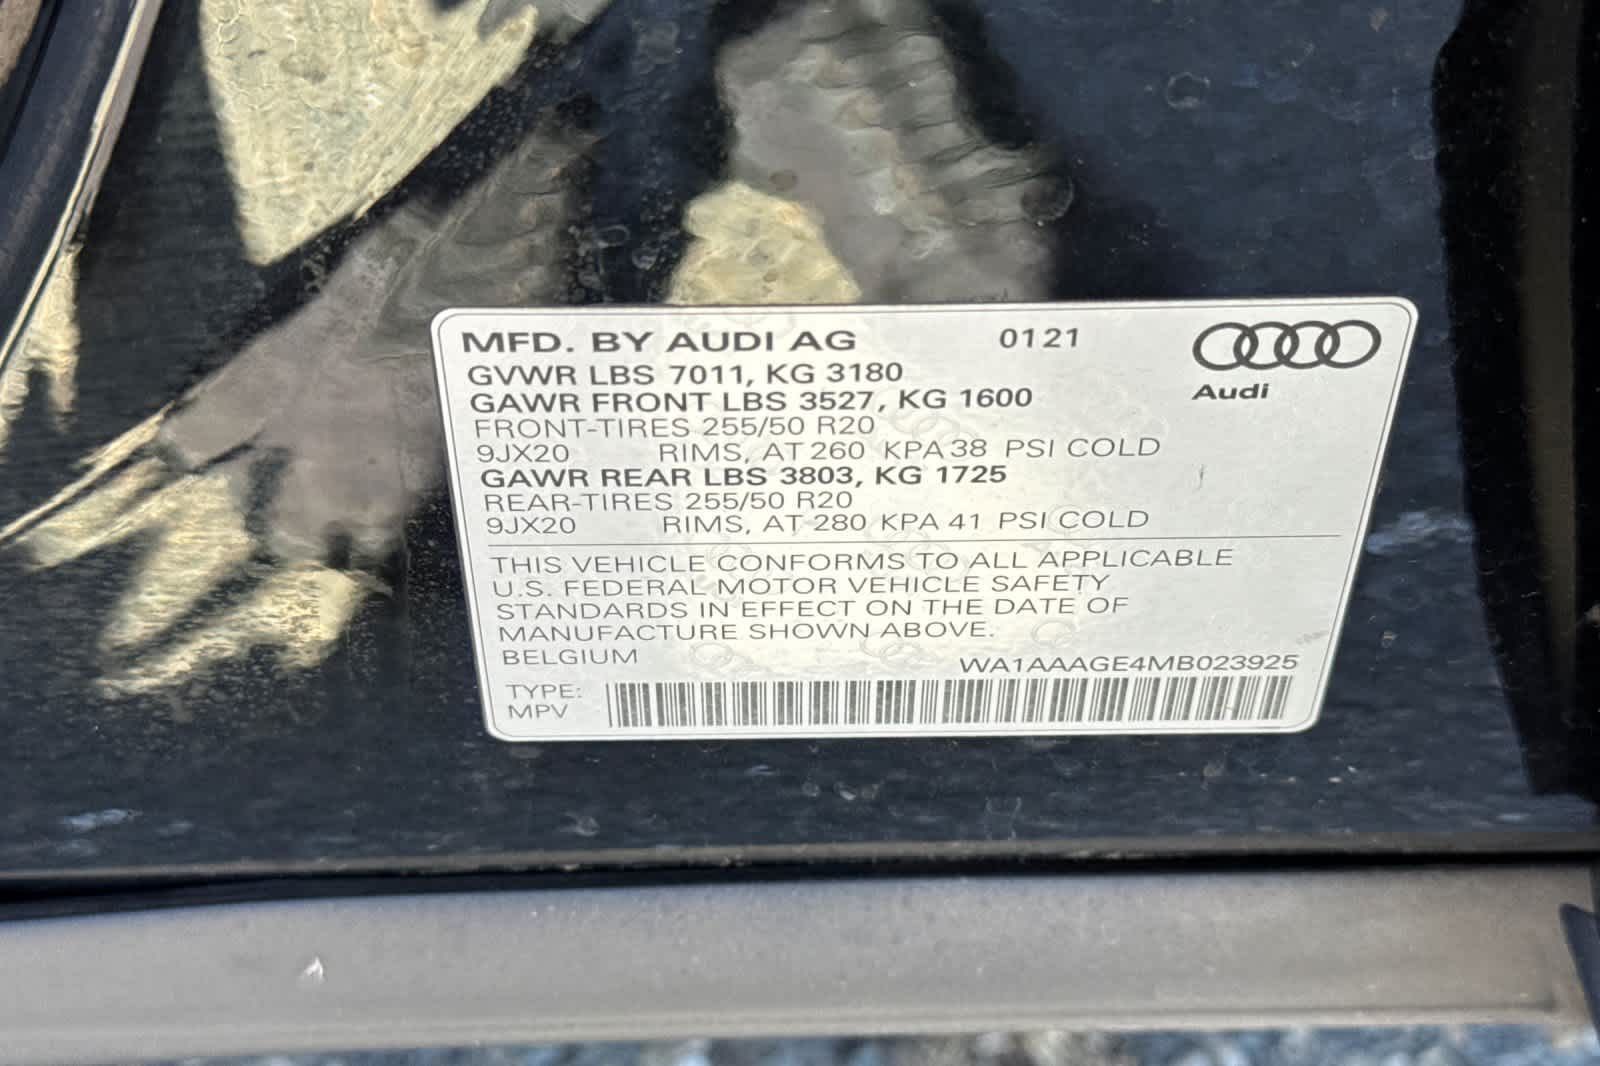 MFD. BY AUDI AG 0121
GVWR LBS 7011, KG 3180
GAWR FRONT LBS 3527, KG 1600
Audi
FRONT-TIRES 255/50 R20
9JX20 RIMS, AT 260 KPA 38 PSI COLD
GAWR REAR LBS 3803, KG 1725
REAR-TIRES 255/50 R20
9JX20 RIMS, AT 280 KPA 41 PSI COLD
THIS VEHICLE CONFORMS TO ALL APPLICABLE
U.S. FEDERAL MOTOR VEHICLE SAFETY
STANDARDS IN EFFECT ON THE DATE OF
MANUFACTURE SHOWN ABOVE.
BELGIUM WA1AAAGE4MB023925
TYPE:
MPV